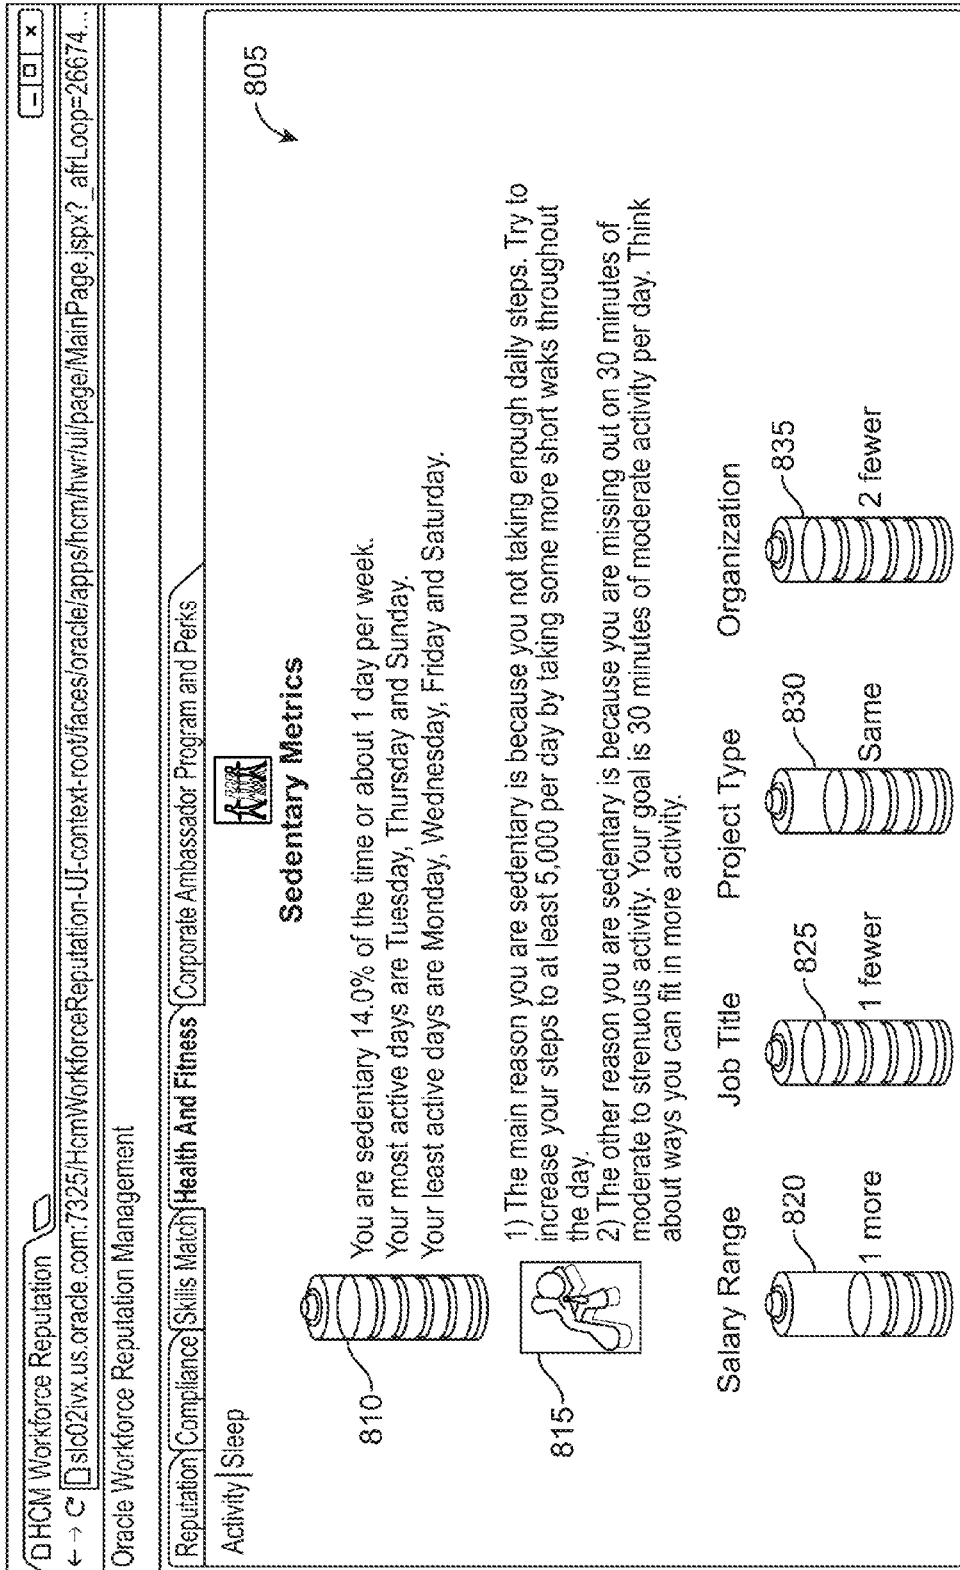 HCM Workforce Reputation
slc02ivx.us.oracle.com:7325/HcmWorkforceReputation-UI-context-root/faces/oracle/apps/hcm/hwr/ui/page/MainPage.jspx?_afrLoop=26674...
Oracle Workforce Reputation Management
Reputation Compliance Skills Match Health And Fitness Corporate Ambassador Program and Perks
Activity Sleep
805
Sedentary Metrics
810
You are sedentary 14.0% of the time or about 1 day per week.
Your most active days are Tuesday, Thursday and Sunday.
Your least active days are Monday, Wednesday, Friday and Saturday.
815
1) The main reason you are sedentary is because you not taking enough daily steps. Try to
increase your steps to at least 5,000 per day by taking some more short waks throughout
the day.
2) The other reason you are sedentary is because you are missing out on 30 minutes of
moderate to strenuous activity. Your goal is 30 minutes of moderate activity per day. Think
about ways you can fit in more activity.
Salary Range Job Title Project Type Organization
820 825 830 835
1 more 1 fewer Same 2 fewer